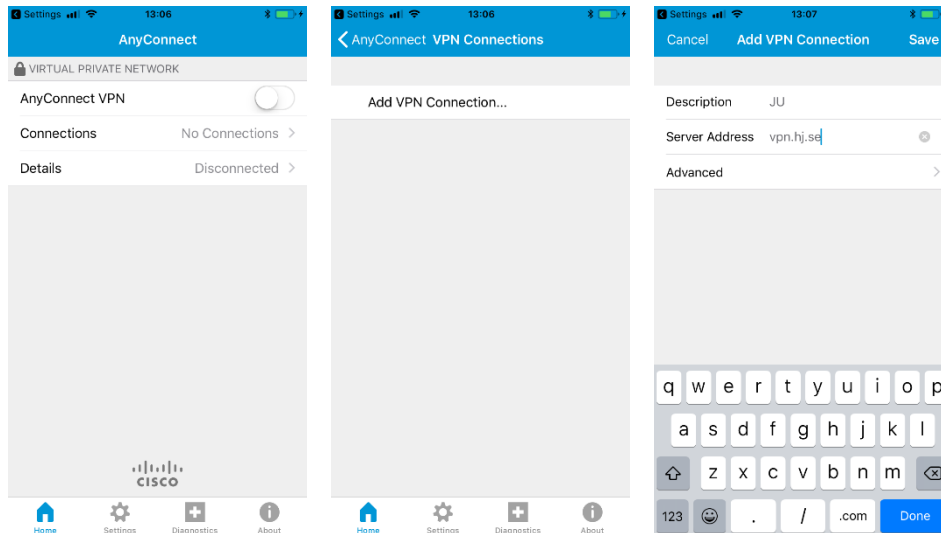 Settings 13:06
AnyConnect
VIRTUAL PRIVATE NETWORK
AnyConnect VPN
Connections No Connections
Details Disconnected
CISCO
Home Settings Diagnostics About
Settings 13:06
AnyConnect VPN Connections
Add VPN Connection...
Home Settings Diagnostics About
Settings 13:07
Cancel Add VPN Connection Save
Description JU
Server Address vpn.hj.se
Advanced
q w e r t y u i o p
a s d f g h j k l
z x c v b n m
123 . / .com Done